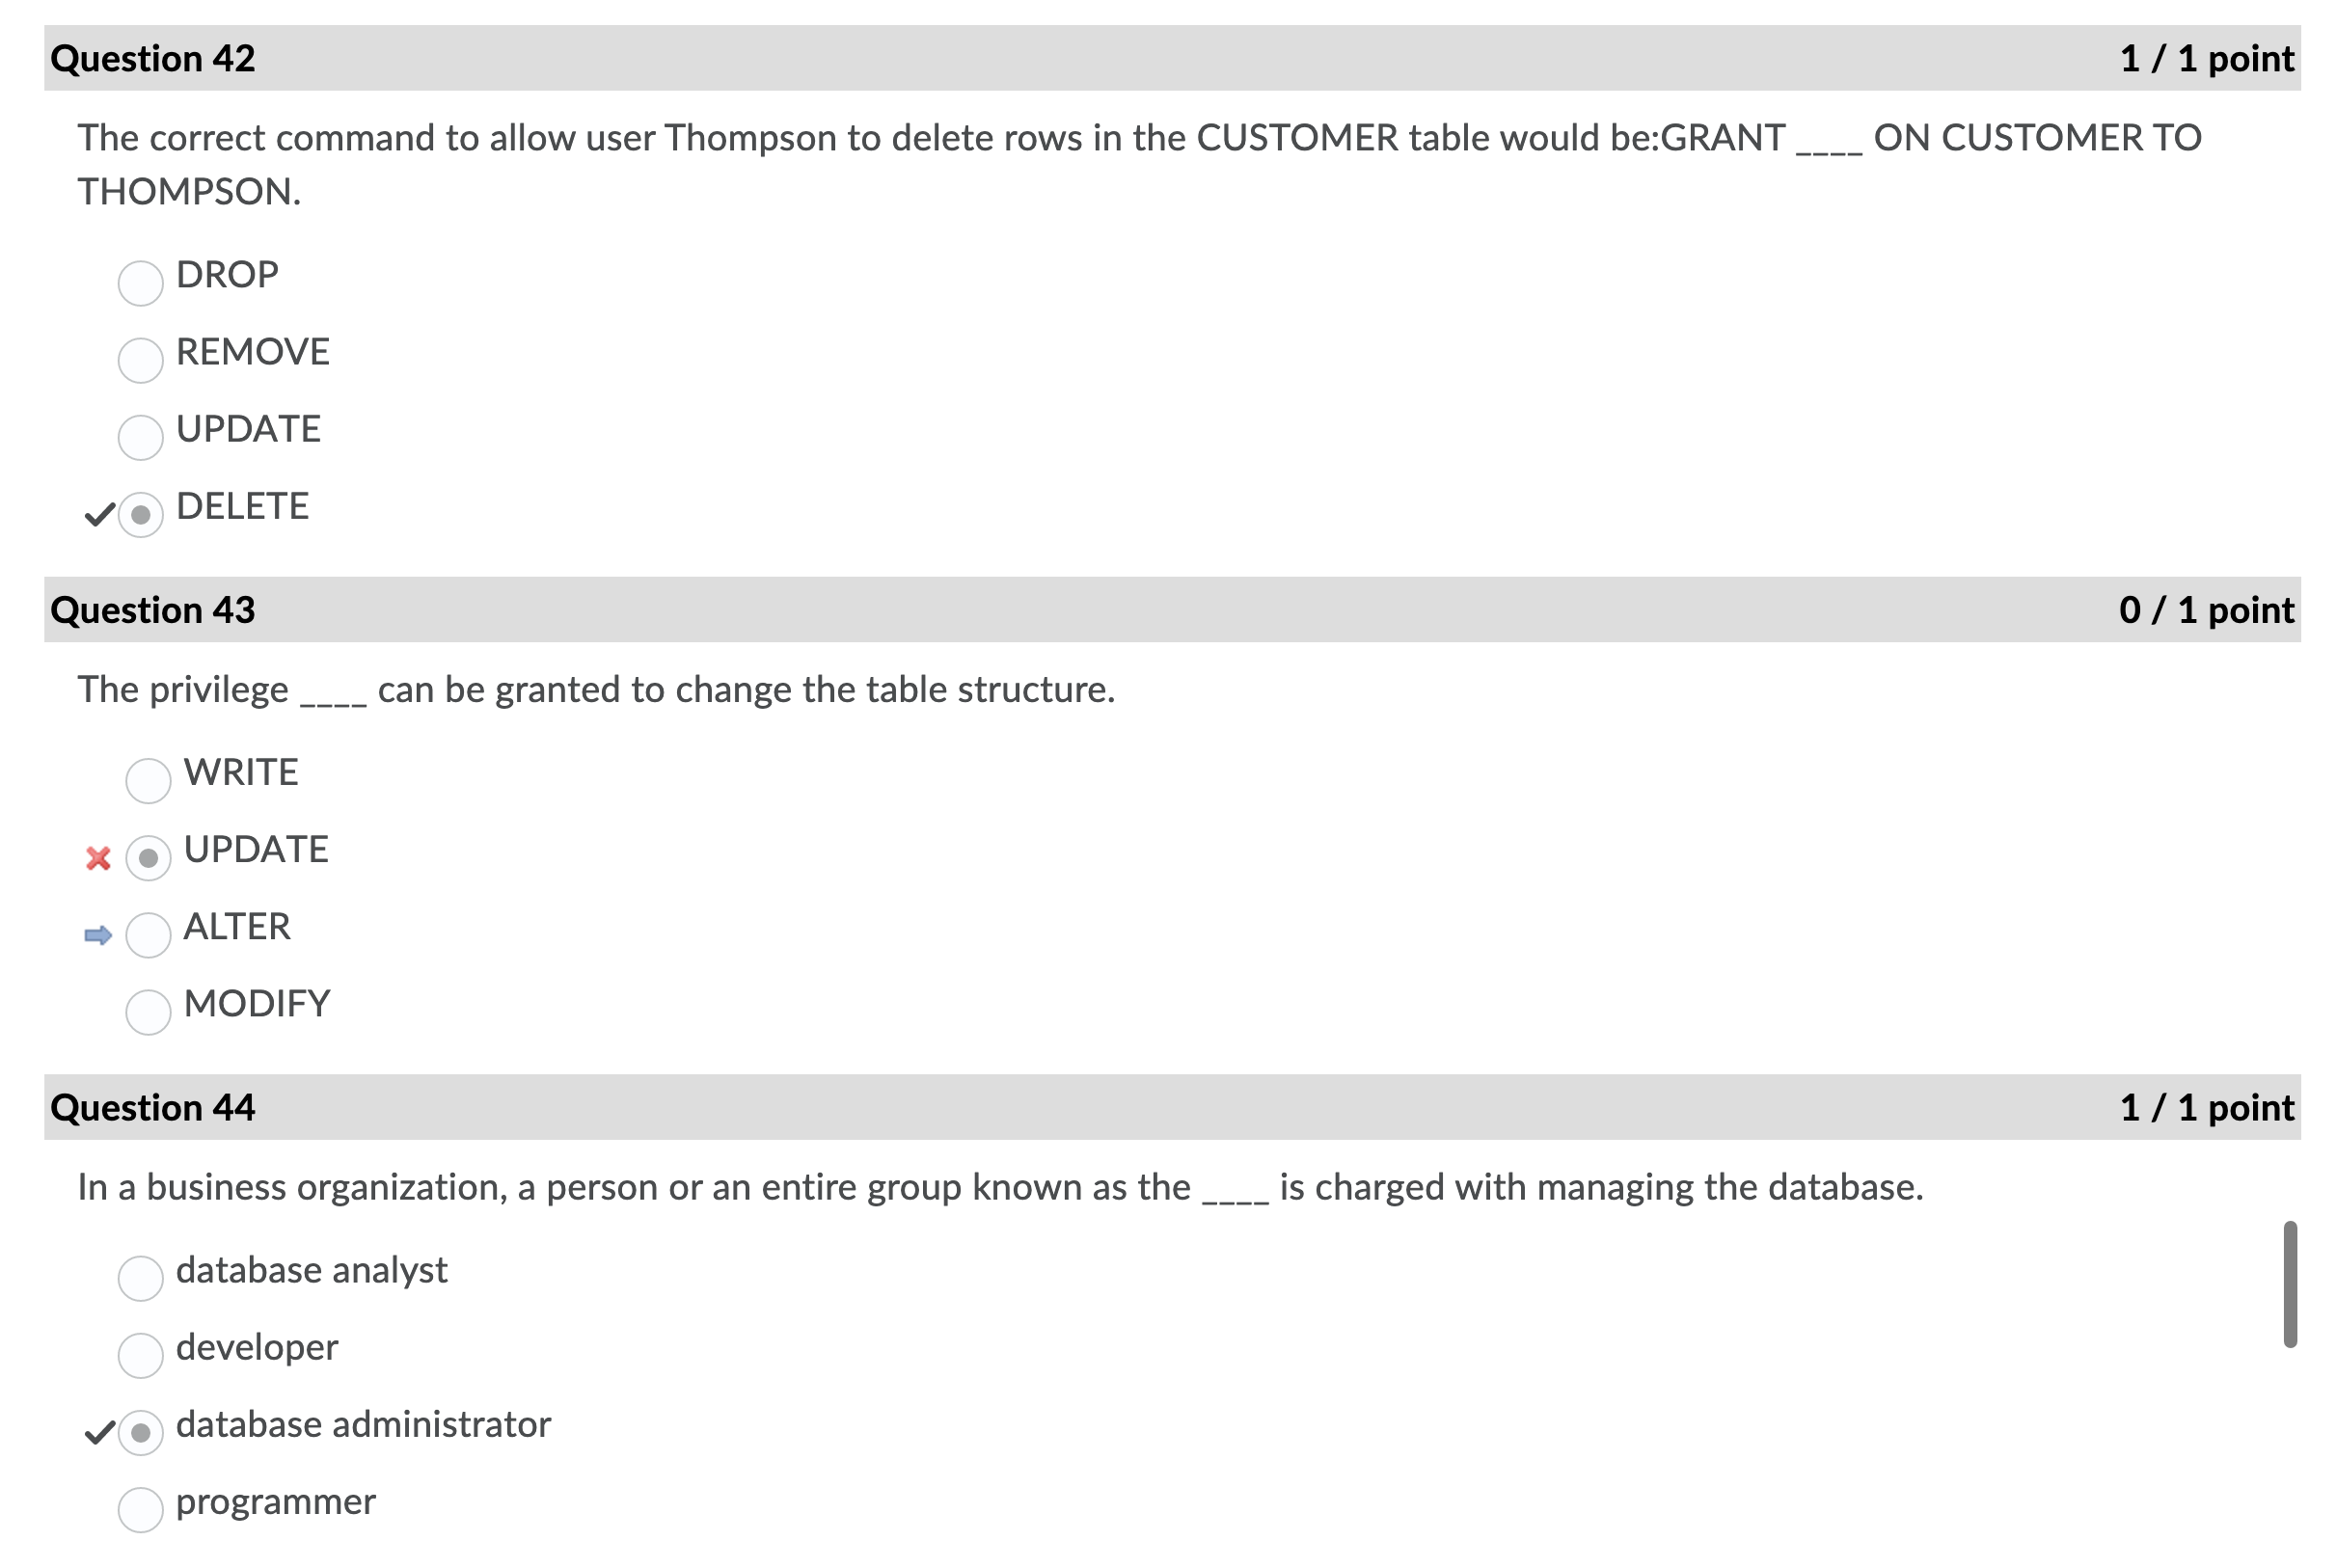 Question 42 1 / 1 point
The correct command to allow user Thompson to delete rows in the CUSTOMER table would be:GRANT ____ ON CUSTOMER TO
THOMPSON.
DROP
REMOVE
UPDATE
DELETE
Question 43 0 / 1 point
The privilege ____ can be granted to change the table structure.
WRITE
UPDATE
ALTER
MODIFY
Question 44 1 / 1 point
In a business organization, a person or an entire group known as the ____ is charged with managing the database.
database analyst
developer
database administrator
programmer